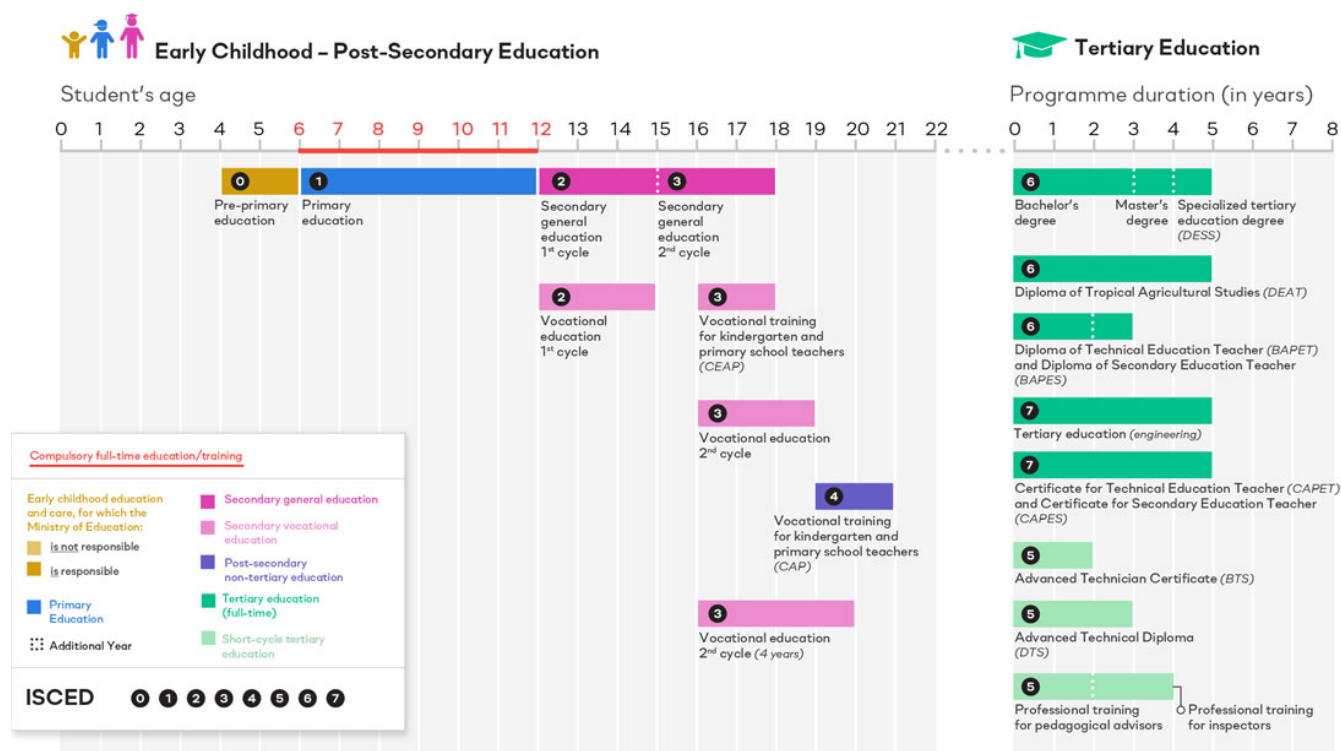 Early Childhood – Post-Secondary Education
Student's age
0 1 2 3 4 5 6 7 8 9 10 11 12 13 14 15 16 17 18 19 20 21 22
0
Pre-primary
education
1
Primary
education
2
Secondary
general
education
1st cycle
3
Secondary
general
education
2nd cycle
2
Vocational
education
1st cycle
3
Vocational training
for kindergarten and
primary school teachers
(CEAP)
3
Vocational education
2nd cycle
4
Vocational training
for kindergarten and
primary school teachers
(CAP)
3
Vocational education
2nd cycle (4 years)
Compulsory full-time education/training
Early childhood education
and care, for which the
Ministry of Education:
is not responsible
is responsible
Primary
Education
Additional Year
Secondary general education
Secondary vocational
education
Post-secondary
non-tertiary education
Tertiary education
(full-time)
Short-cycle tertiary
education
ISCED 0 1 2 3 4 5 6 7
Tertiary Education
Programme duration (in years)
0 1 2 3 4 5 6 7 8
6
Bachelor's
degree
Master's
degree
Specialized tertiary
education degree
(DESS)
6
Diploma of Tropical Agricultural Studies (DEAT)
6
Diploma of Technical Education Teacher (BAPET)
and Diploma of Secondary Education Teacher
(BAPES)
7
Tertiary education (engineering)
7
Certificate for Technical Education Teacher (CAPET)
and Certificate for Secondary Education Teacher
(CAPES)
5
Advanced Technician Certificate (BTS)
5
Advanced Technical Diploma
(DTS)
5
Professional training
for pedagogical advisors
Professional training
for inspectors